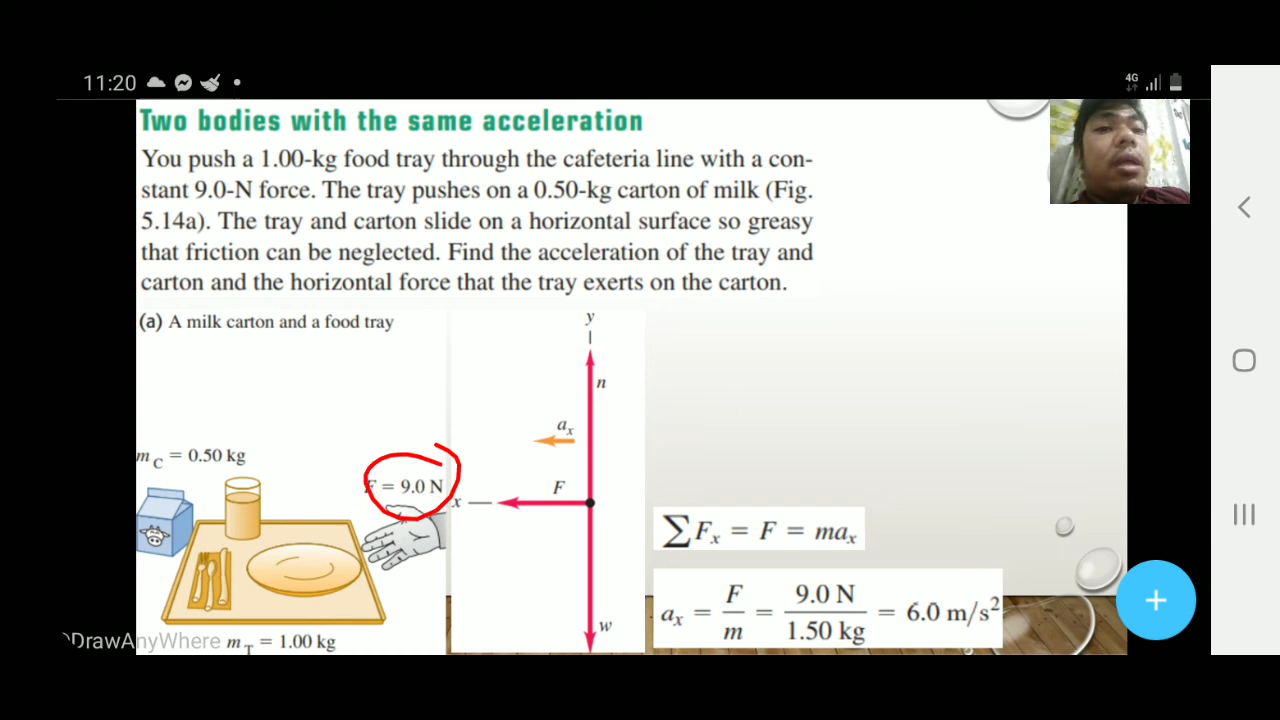 11:20
4G
Two bodies with the same acceleration
You push a 1.00-kg food tray through the cafeteria line with a con-
stant 9.0-N force. The tray pushes on a 0.50-kg carton of milk (Fig.
5.14a). The tray and carton slide on a horizontal surface so greasy
that friction can be neglected. Find the acceleration of the tray and
carton and the horizontal force that the tray exerts on the carton.
(a) A milk carton and a food tray
y
n
aₓ
m_C = 0.50 kg
F = 9.0 N
F
x
∑Fₓ = F = maₓ
aₓ = F/m = 9.0 N/1.50 kg = 6.0 m/s²
w
DrawAnyWhere
m_T = 1.00 kg